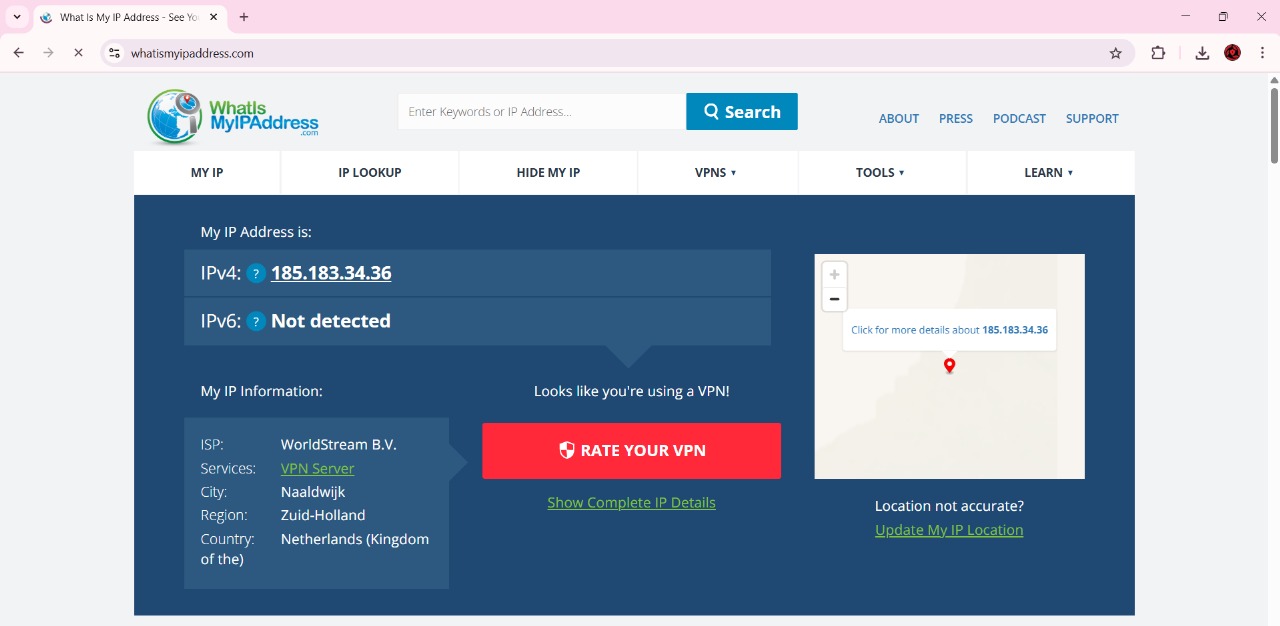 What Is My IP Address - See Yo
whatismyipaddress.com
WhatIs
MyIPAddress
.com
Enter Keywords or IP Address...
Search
ABOUT PRESS PODCAST SUPPORT
MY IP IP LOOKUP HIDE MY IP VPNS ▾ TOOLS ▾ LEARN ▾
My IP Address is:
IPv4: ? 185.183.34.36
IPv6: ? Not detected
+
−
Click for more details about 185.183.34.36
My IP Information:
Looks like you're using a VPN!
ISP: WorldStream B.V.
Services: VPN Server
City: Naaldwijk
Region: Zuid-Holland
Country: Netherlands (Kingdom
of the)
RATE YOUR VPN
Show Complete IP Details
Location not accurate?
Update My IP Location